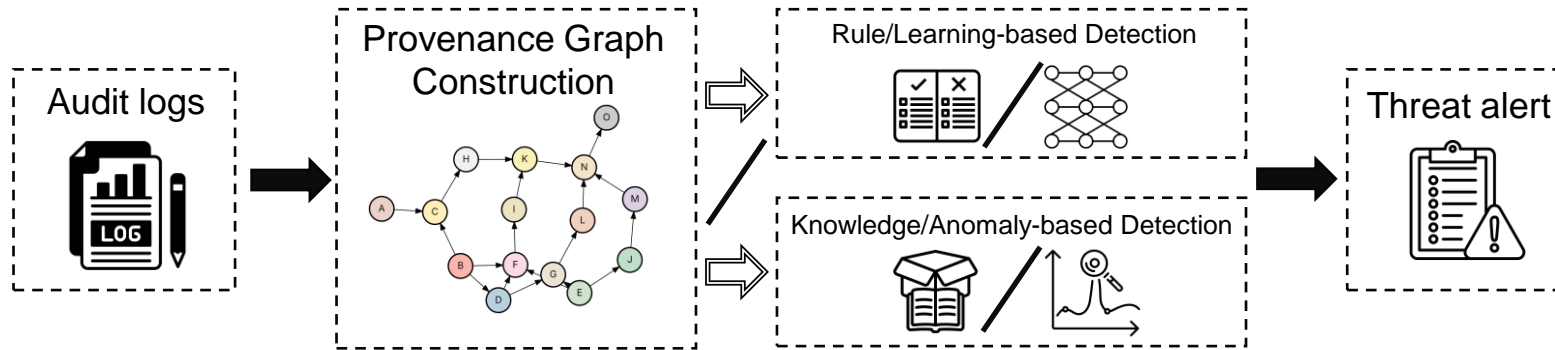 Audit logs
LOG
Provenance Graph
Construction
O
H
K
N
A
C
I
L
M
B
F
G
J
D
E
Rule/Learning-based Detection
Knowledge/Anomaly-based Detection
Threat alert